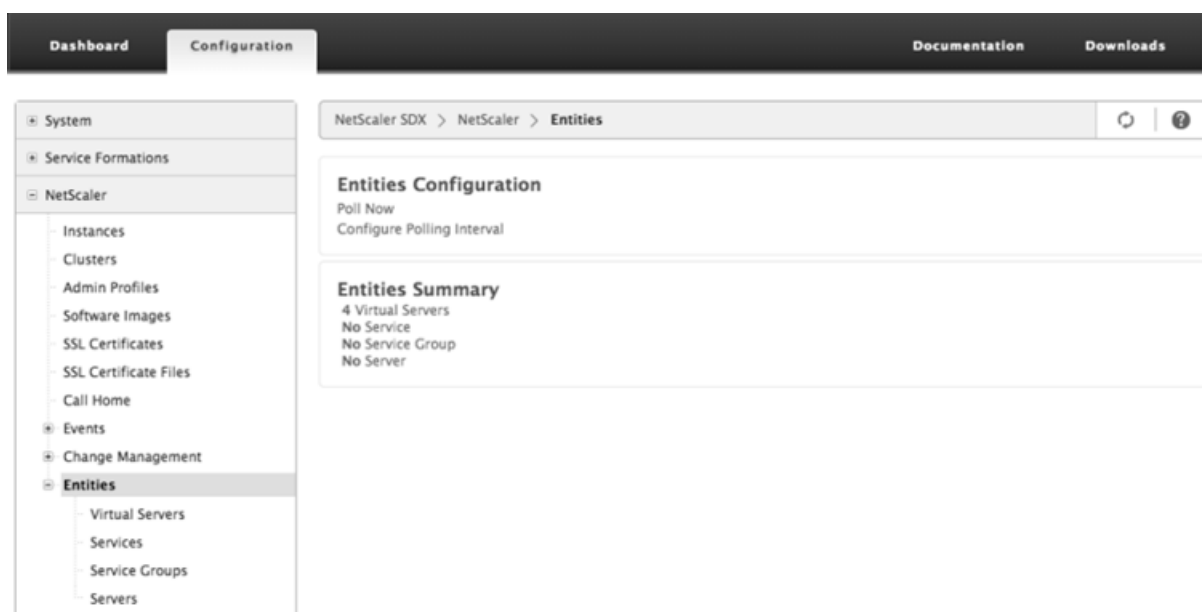 Dashboard
Configuration
Documentation
Downloads
System
Service Formations
NetScaler
Instances
Clusters
Admin Profiles
Software Images
SSL Certificates
SSL Certificate Files
Call Home
Events
Change Management
Entities
Virtual Servers
Services
Service Groups
Servers
NetScaler SDX > NetScaler > Entities
Entities Configuration
Poll Now
Configure Polling Interval
Entities Summary
4 Virtual Servers
No Service
No Service Group
No Server